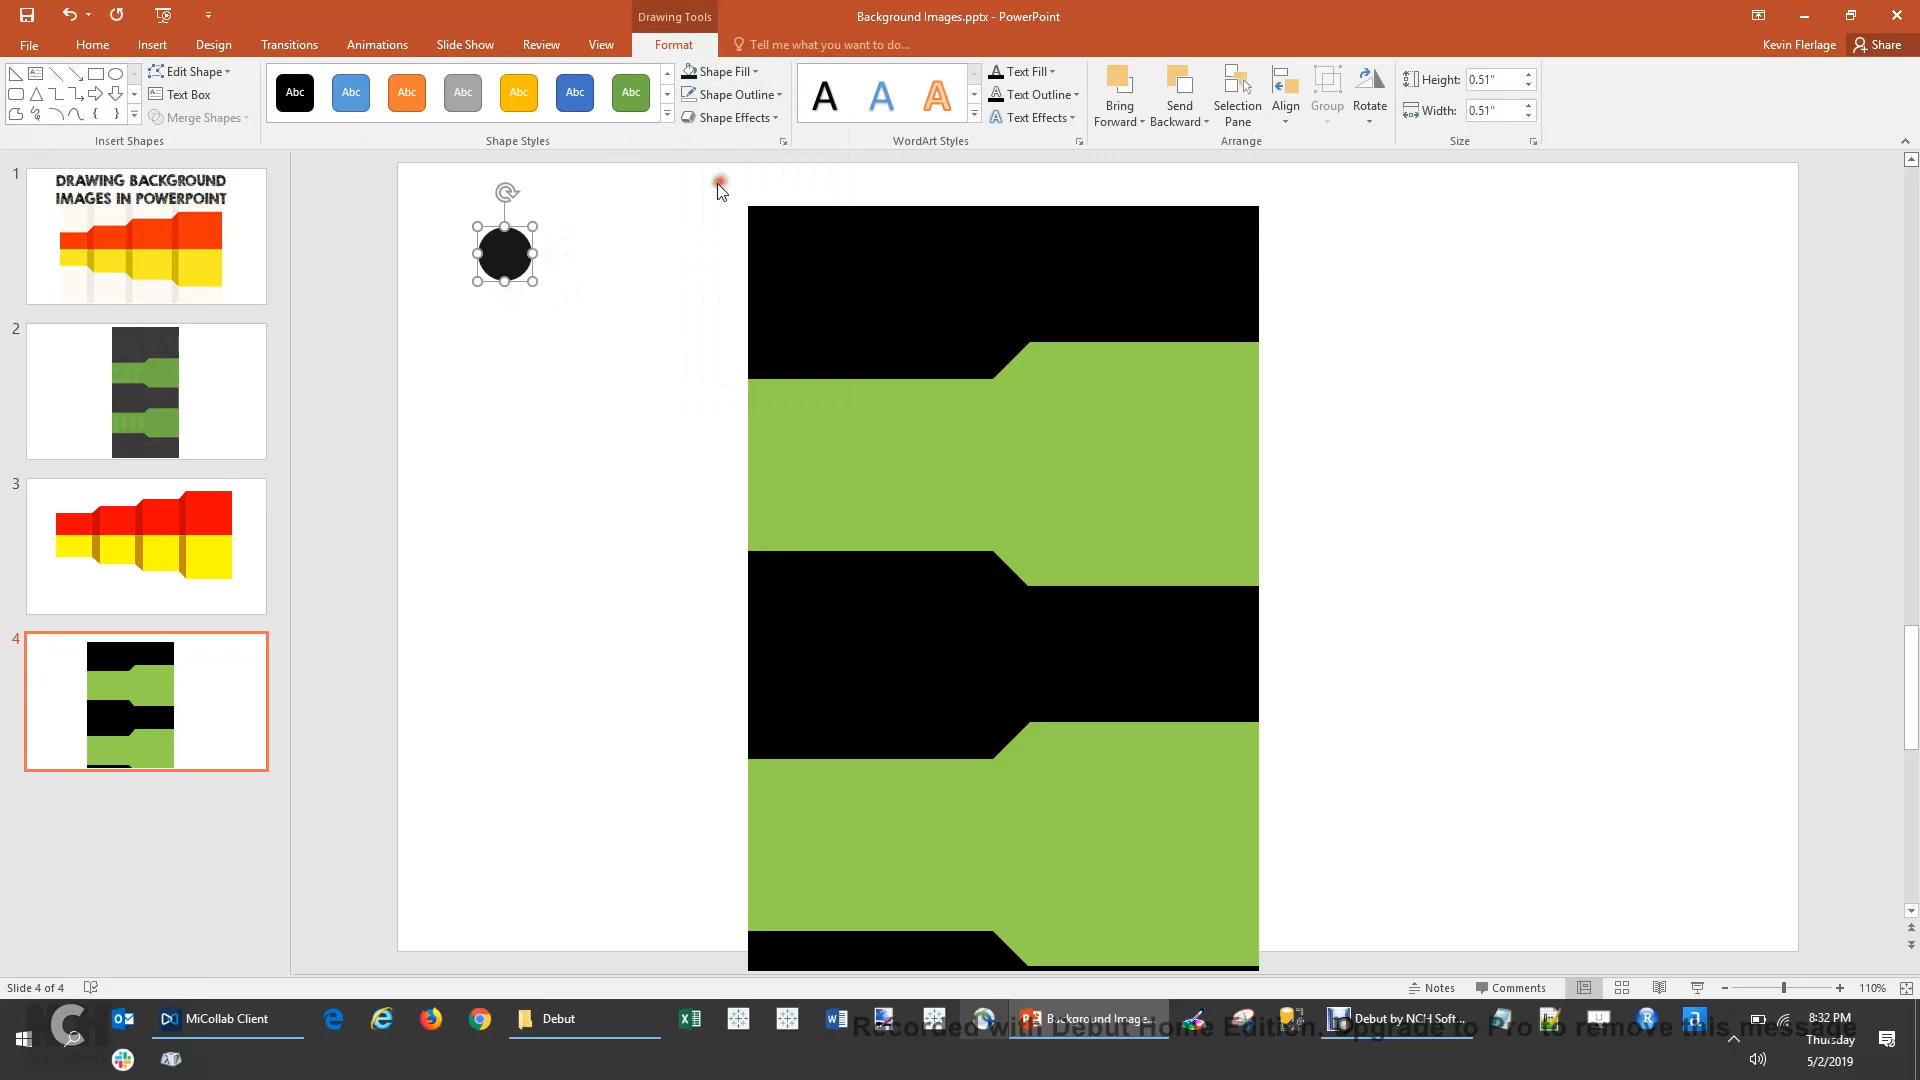 Drawing Tools
Background Images.pptx - PowerPoint
File Home Insert Design Transitions Animations Slide Show Review View Format Tell me what you want to do... Kevin Flerlage Share
Edit Shape
Text Box
Merge Shapes
Insert Shapes
Abc Abc Abc Abc Abc Abc Abc
Shape Fill
Shape Outline
Shape Effects
Shape Styles
A A A
Text Fill
Text Outline
Text Effects
WordArt Styles
Bring Forward
Send Backward
Selection Pane
Align
Group
Rotate
Arrange
Height: 0.51"
Width: 0.51"
Size
1
DRAWING BACKGROUND
IMAGES IN POWERPOINT
2
3
4
Slide 4 of 4
Notes Comments 110%
MiCollab Client
Debut
Background Image...
Debut by NCH Soft...
Recorded with Debut Home Edition. Upgrade to Pro to remove this message
8:32 PM
Thursday
5/2/2019